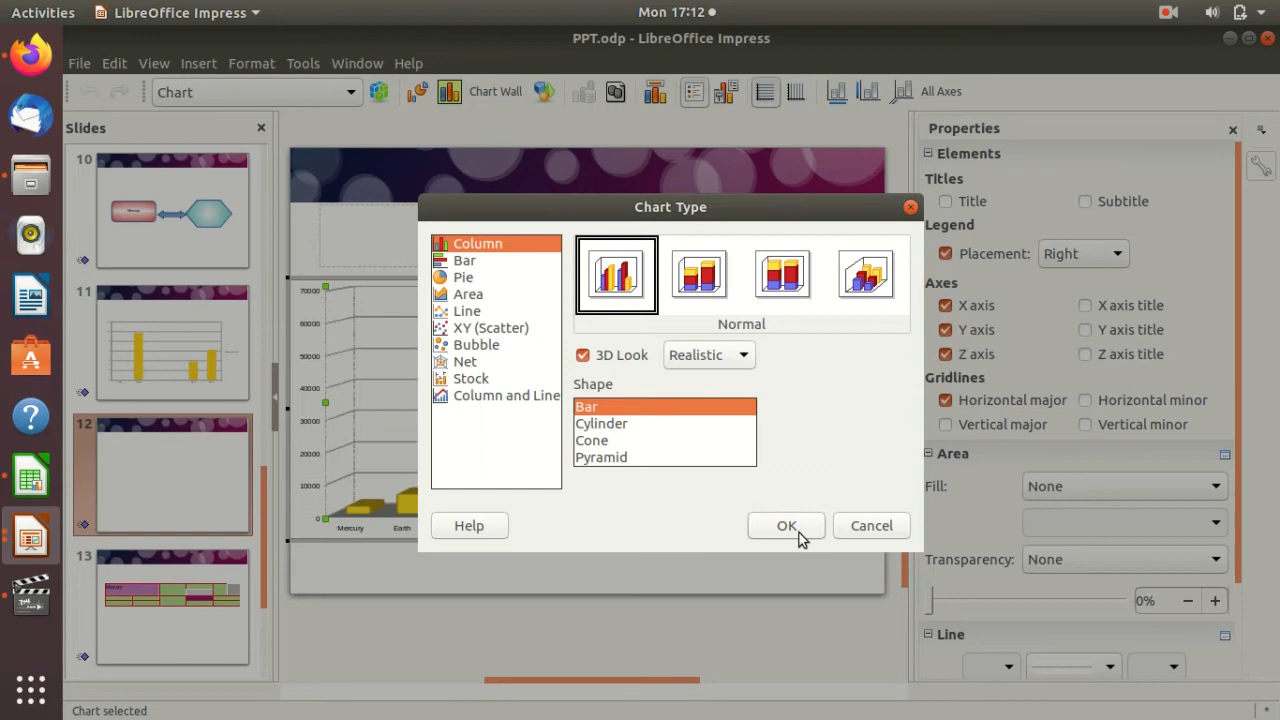 Activities LibreOffice Impress Mon 17:12
PPT.odp - LibreOffice Impress
File Edit View Insert Format Tools Window Help
Chart Chart Wall All Axes
Slides
10
11
12
13
70000
60000
50000
40000
30000
20000
10000
0
Mercury Earth
Chart Type
Column
Bar
Pie
Area
Line
XY (Scatter)
Bubble
Net
Stock
Column and Line
Normal
3D Look Realistic
Shape
Bar
Cylinder
Cone
Pyramid
Help OK Cancel
Properties
Elements
Titles
Title Subtitle
Legend
Placement: Right
Axes
X axis X axis title
Y axis Y axis title
Z axis Z axis title
Gridlines
Horizontal major Horizontal minor
Vertical major Vertical minor
Area
Fill: None
Transparency: None
0%
Line
Chart selected